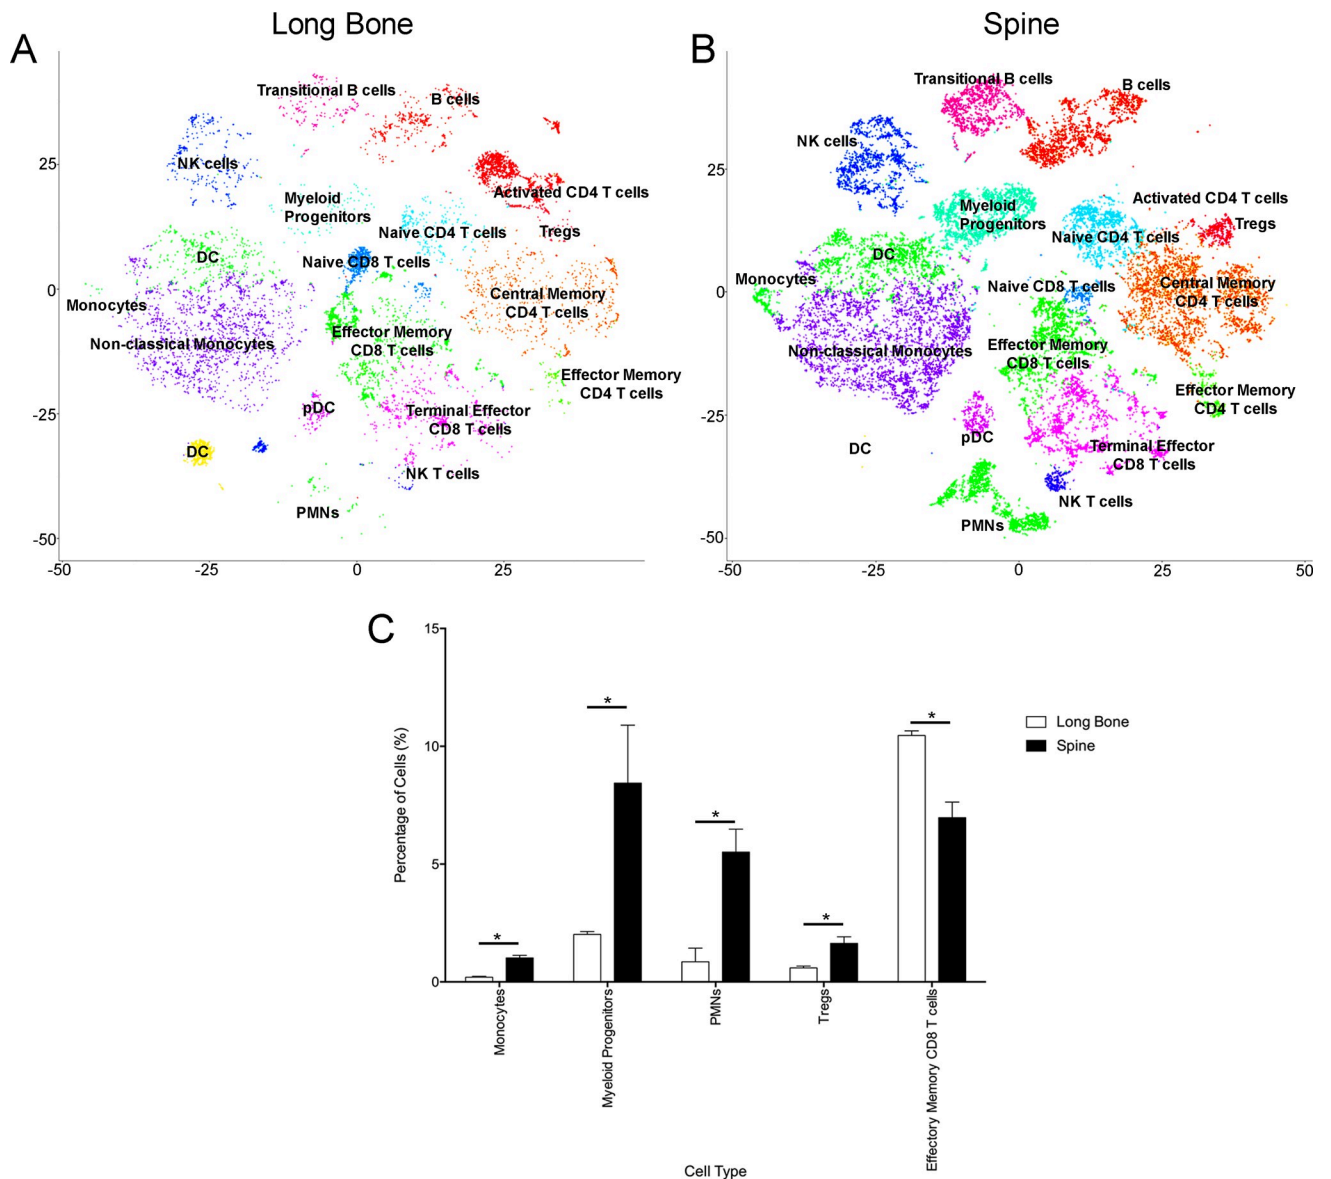 Long Bone
Spine
A
B
Transitional B cells
B cells
NK cells
Activated CD4 T cells
Myeloid
Progenitors
Tregs
Naive CD4 T cells
DC
Naive CD8 T cells
Monocytes
Central Memory
CD4 T cells
Non-classical Monocytes
Effector Memory
CD8 T cells
Effector Memory
CD4 T cells
pDC
Terminal Effector
CD8 T cells
DC
NK T cells
PMNs
25
0
-25
-50
-50
-25
0
25
Transitional B cells
B cells
NK cells
Activated CD4 T cells
Myeloid
Progenitors
Tregs
Naive CD4 T cells
DC
Monocytes
Naive CD8 T cells
Central Memory
CD4 T cells
Non-classical Monocytes
Effector Memory
CD8 T cells
Effector Memory
CD4 T cells
pDC
DC
Terminal Effector
CD8 T cells
NK T cells
PMNs
25
0
-25
-50
-50
-25
0
25
50
C
15
10
5
0
Percentage of Cells (%)
*
*
*
*
*
Long Bone
Spine
Monocytes
Myeloid Progenitors
PMNs
Tregs
Effectory Memory CD8 T cells
Cell Type